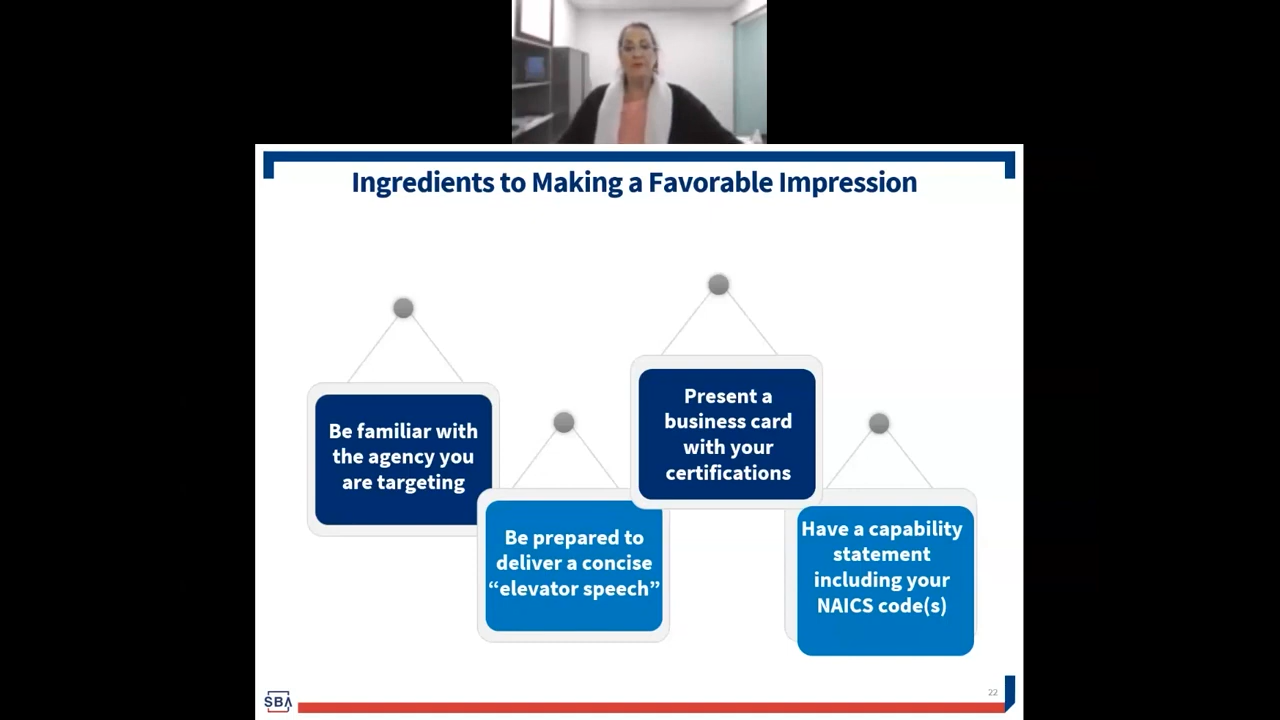 Ingredients to Making a Favorable Impression
Be familiar with
the agency you
are targeting
Be prepared to
deliver a concise
“elevator speech”
Present a
business card
with your
certifications
Have a capability
statement
including your
NAICS code(s)
22
SBA